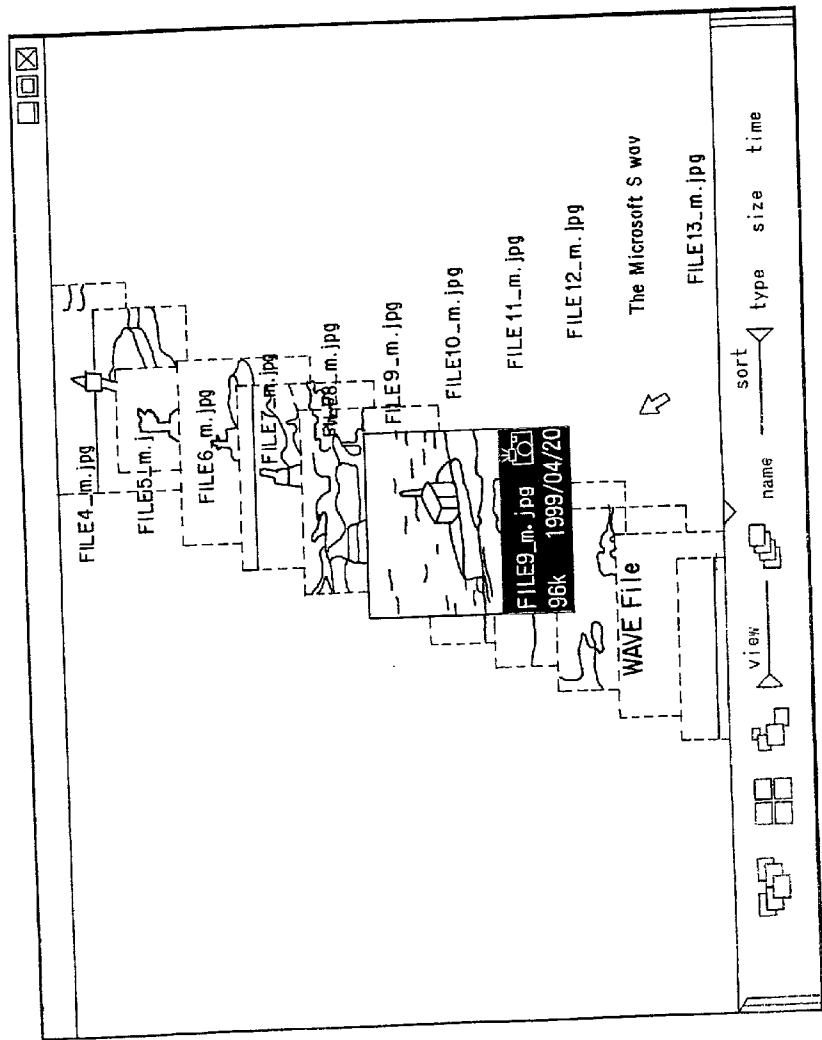 FILE4_m.jpg
FILE5_m.j
FILE6_m.jpg
FILE7_m.jpg
FILE8_m.jpg
FILE9_m.jpg
FILE10_m.jpg
FILE11_m.jpg
FILE12_m.jpg
The Microsoft S wav
FILE13_m.jpg
FILE9_m.jpg
96k 1999/04/20
WAVE File
view
sort
name type size time